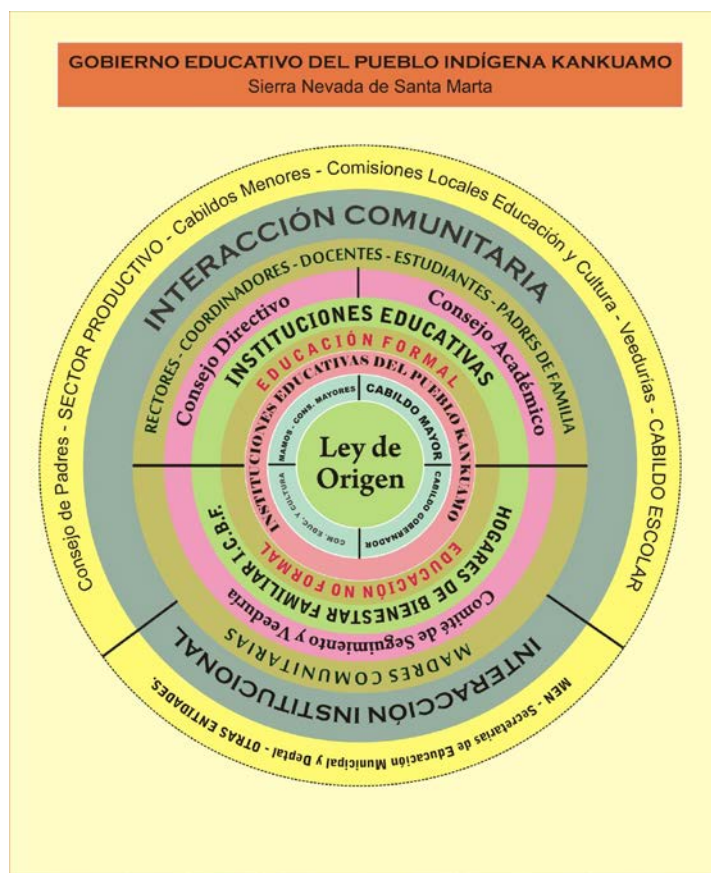 GOBIERNO EDUCATIVO DEL PUEBLO INDÍGENA KANKUAMO
Sierra Nevada de Santa Marta
Consejo de Padres - SECTOR PRODUCTIVO - Cabildos Menores - Comisiones Locales Educación y Cultura - Veedurías - CABILDO ESCOLAR
INTERACCIÓN COMUNITARIA
RECTORES - COORDINADORES - DOCENTES - ESTUDIANTES - PADRES DE FAMILIA
Consejo Directivo
Consejo Académico
INSTITUCIONES EDUCATIVAS
EDUCACIÓN FORMAL
INSTITUCIONES EDUCATIVAS DEL PUEBLO KANKUAMO
MAMOS - CONS. MAYORES
CABILDO MAYOR
Ley de
Origen
COM. EDUC. Y CULTURA
CABILDO GOBERNADOR
EDUCACIÓN NO FORMAL
HOGARES DE BIENESTAR FAMILIAR I.C.B.F.
Comité de Seguimiento y Veeduría
MADRES COMUNITARIAS
INTERACCIÓN INSTITUCIONAL
MEN - Secretarias de Educación Municipal y Deptal - OTRAS ENTIDADES.